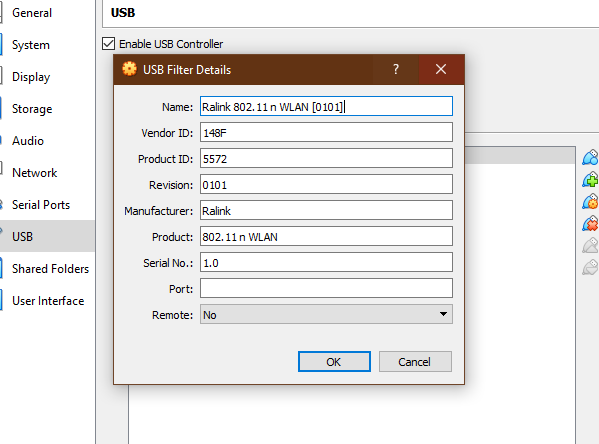 General
USB
System
Enable USB Controller
Display
USB Filter Details
?
Storage
Name: Ralink 802.11 n WLAN [0101]
Audio
Vendor ID: 148F
Network
Product ID: 5572
Serial Ports
Revision: 0101
USB
Manufacturer: Ralink
Shared Folders
Product: 802.11 n WLAN
User Interface
Serial No.: 1.0
Port:
Remote: No
OK Cancel